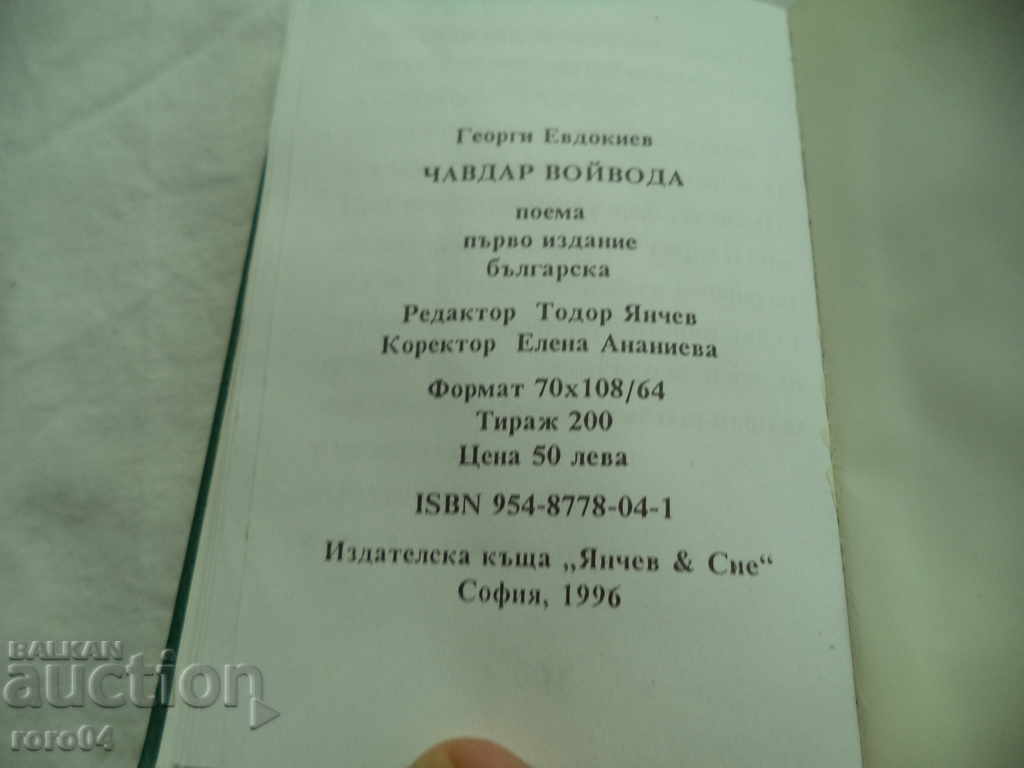 Георги Евдокиев
ЧАВДАР ВОЙВОДА
поема
първо издание
българска
Редактор Тодор Янчев
Коректор Елена Ананиева
Формат 70x108/64
Тираж 200
Цена 50 лева
ISBN 954-8778-04-1
Издателска къща „Янчев & Сие“
София, 1996
BALKAN
auction
roro04